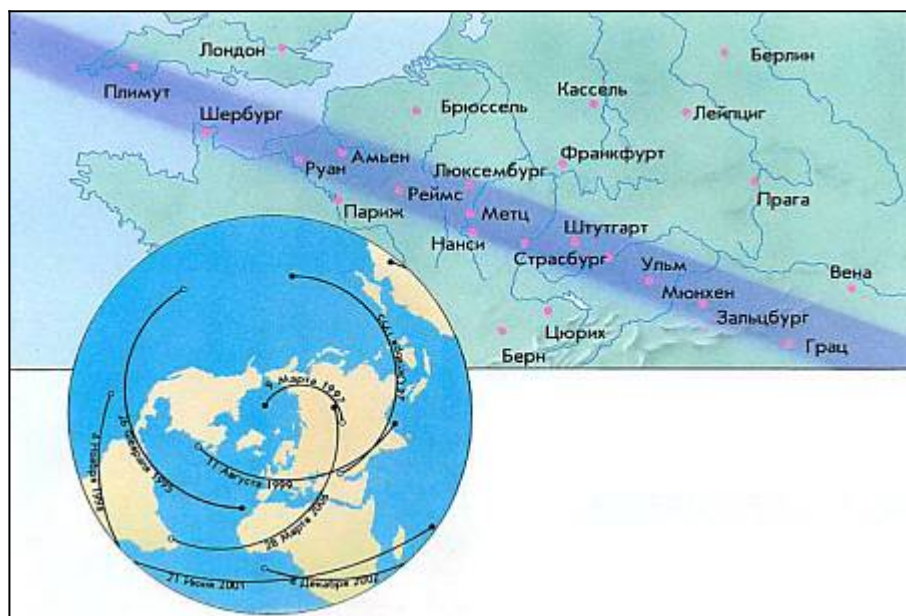 Лондон
Берлин
Плимут
Кассель
Шербург
Брюссель
Лейпциг
Амьен
Франкфурт
Руан
Люксембург
Реймс
Прага
Париж
Метц
Штутгарт
Нанси
Страсбург
Ульм
Вена
Мюнхен
Зальцбург
Цюрих
Грац
Берн
9 Марта 1997
26 Февраля 1995
11 Августа 1999
28 Марта 2006
21 Июня 2001
4 Декабря 2002